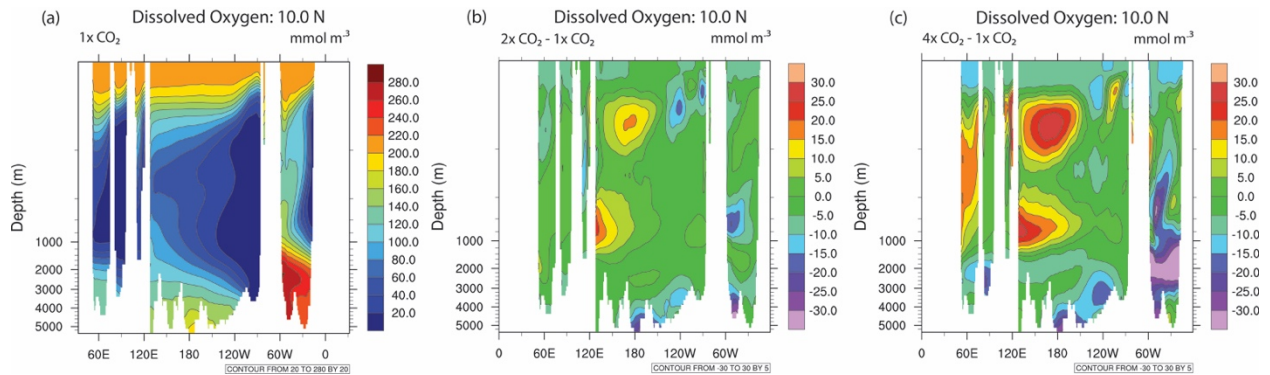 (a)
Dissolved Oxygen: 10.0 N
1x CO₂
mmol m⁻³
Depth (m)
1000
2000
3000
4000
5000
60E
120E
180
120W
60W
0
280.0
260.0
240.0
220.0
200.0
180.0
160.0
140.0
120.0
100.0
80.0
60.0
40.0
20.0
CONTOUR FROM 20 TO 280 BY 20
(b)
Dissolved Oxygen: 10.0 N
2x CO₂ - 1x CO₂
mmol m⁻³
Depth (m)
1000
2000
3000
4000
5000
0
60E
120E
180
120W
60W
30.0
25.0
20.0
15.0
10.0
5.0
0.0
-5.0
-10.0
-15.0
-20.0
-25.0
-30.0
CONTOUR FROM -30 TO 30 BY 5
(c)
Dissolved Oxygen: 10.0 N
4x CO₂ - 1x CO₂
mmol m⁻³
Depth (m)
1000
2000
3000
4000
5000
0
60E
120E
180
120W
60W
30.0
25.0
20.0
15.0
10.0
5.0
0.0
-5.0
-10.0
-15.0
-20.0
-25.0
-30.0
CONTOUR FROM -30 TO 30 BY 5